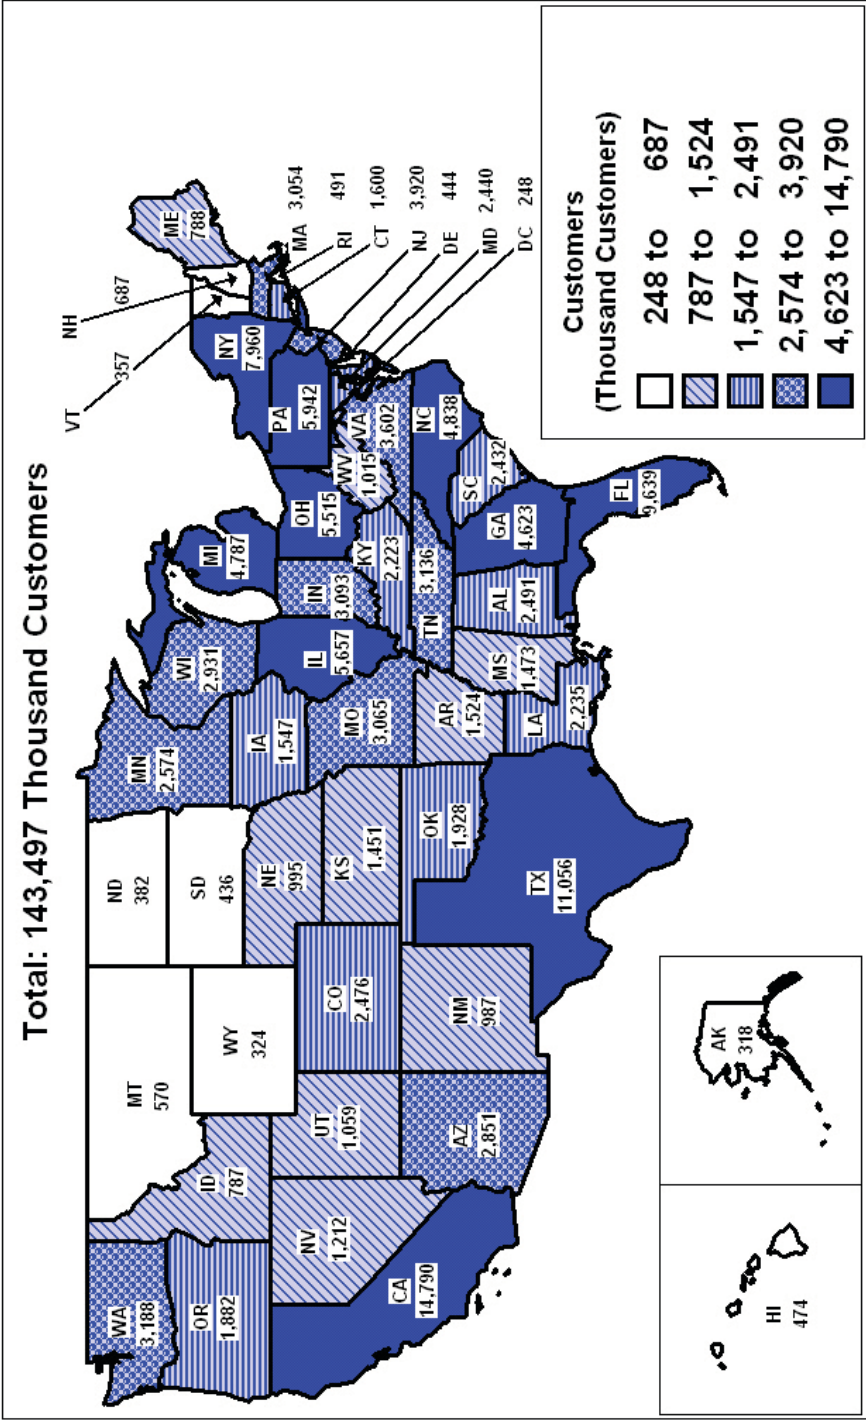 Total: 143,497 Thousand Customers
WA
3,188
OR
1,882
CA
14,790
NV
1,212
ID
787
MT
570
WY
324
UT
1,059
AZ
2,851
CO
2,476
NM
987
ND
382
SD
436
NE
995
KS
1,451
OK
1,928
TX
11,056
MN
2,574
IA
1,547
MO
3,065
AR
1,524
LA
2,235
WI
2,931
IL
5,657
MI
4,787
IN
3,093
OH
5,515
KY
2,223
TN
3,136
MS
1,473
AL
2,491
GA
4,623
FL
9,639
SC
2,432
NC
4,838
VA
3,602
WV
1,015
PA
5,942
NY
7,960
VT
357
NH
687
ME
788
MA 3,054
RI 491
CT 1,600
NJ 3,920
DE 444
MD 2,440
DC 248
HI
474
AK
318
Customers
(Thousand Customers)
248 to 687
787 to 1,524
1,547 to 2,491
2,574 to 3,920
4,623 to 14,790